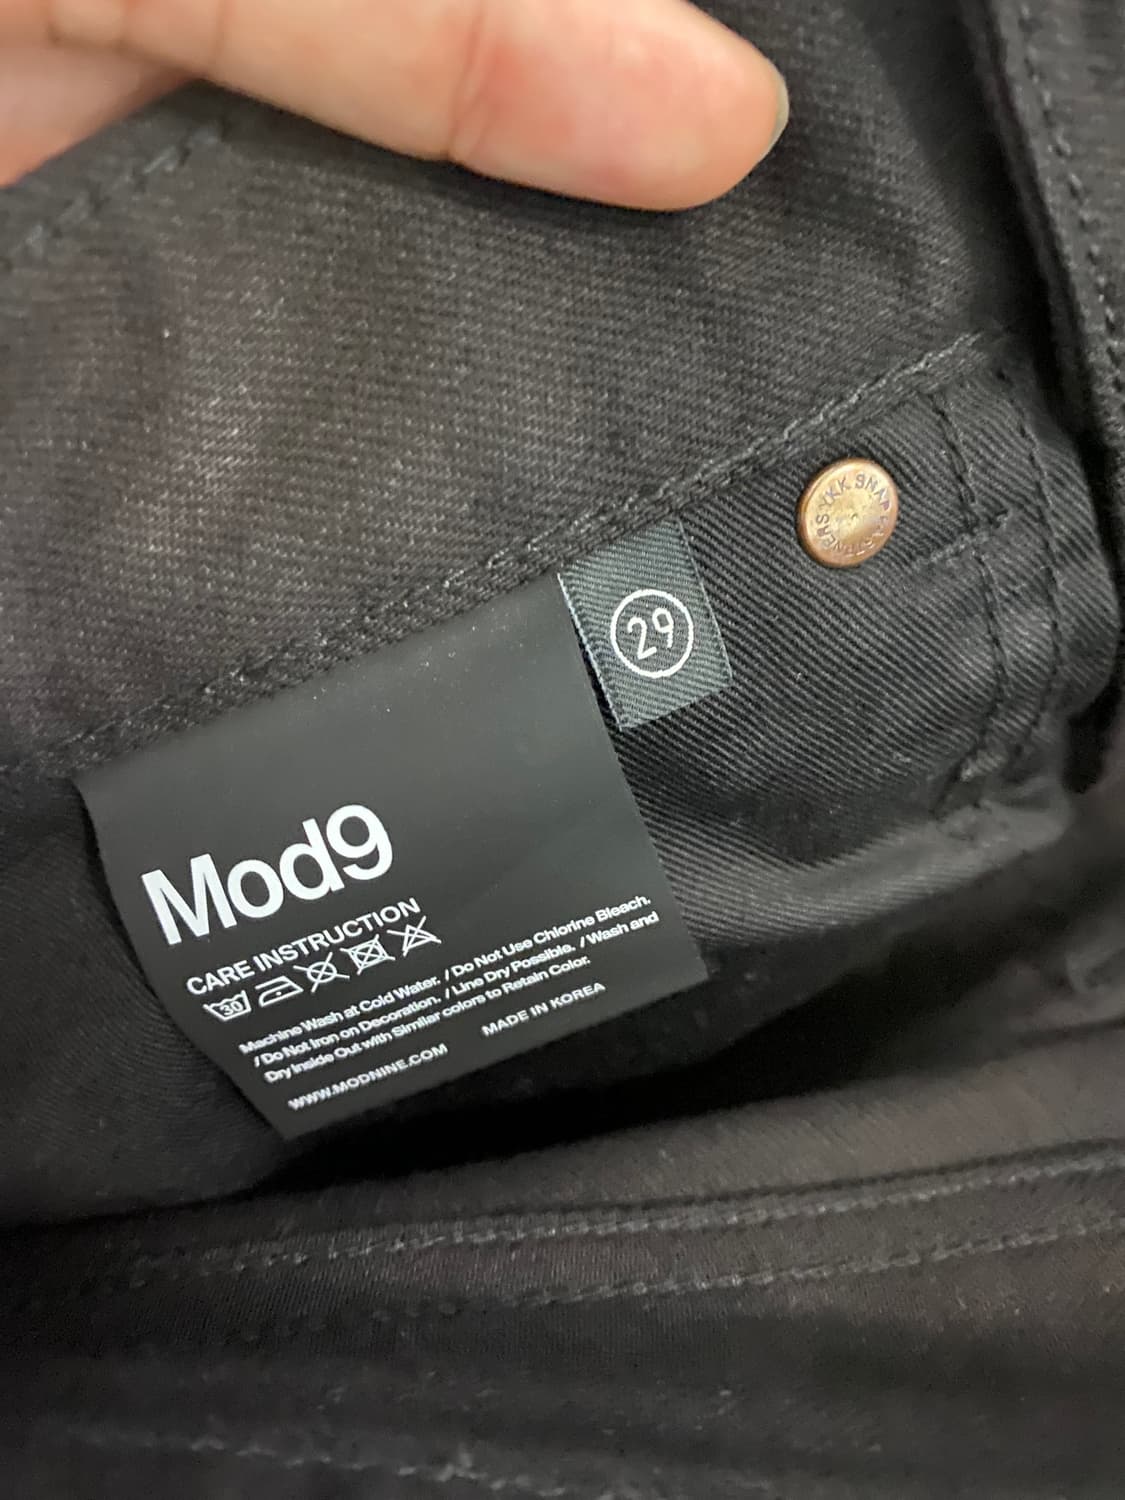 YKK SNAP FASTENERS
29
Mod9
CARE INSTRUCTION
30
Machine Wash at Cold Water. / Do Not Use Chlorine Bleach.
/ Do Not Iron on Decoration. / Line Dry Possible. / Wash and
Dry Inside Out with Similar colors to Retain Color.
WWW.MODNINE.COM MADE IN KOREA